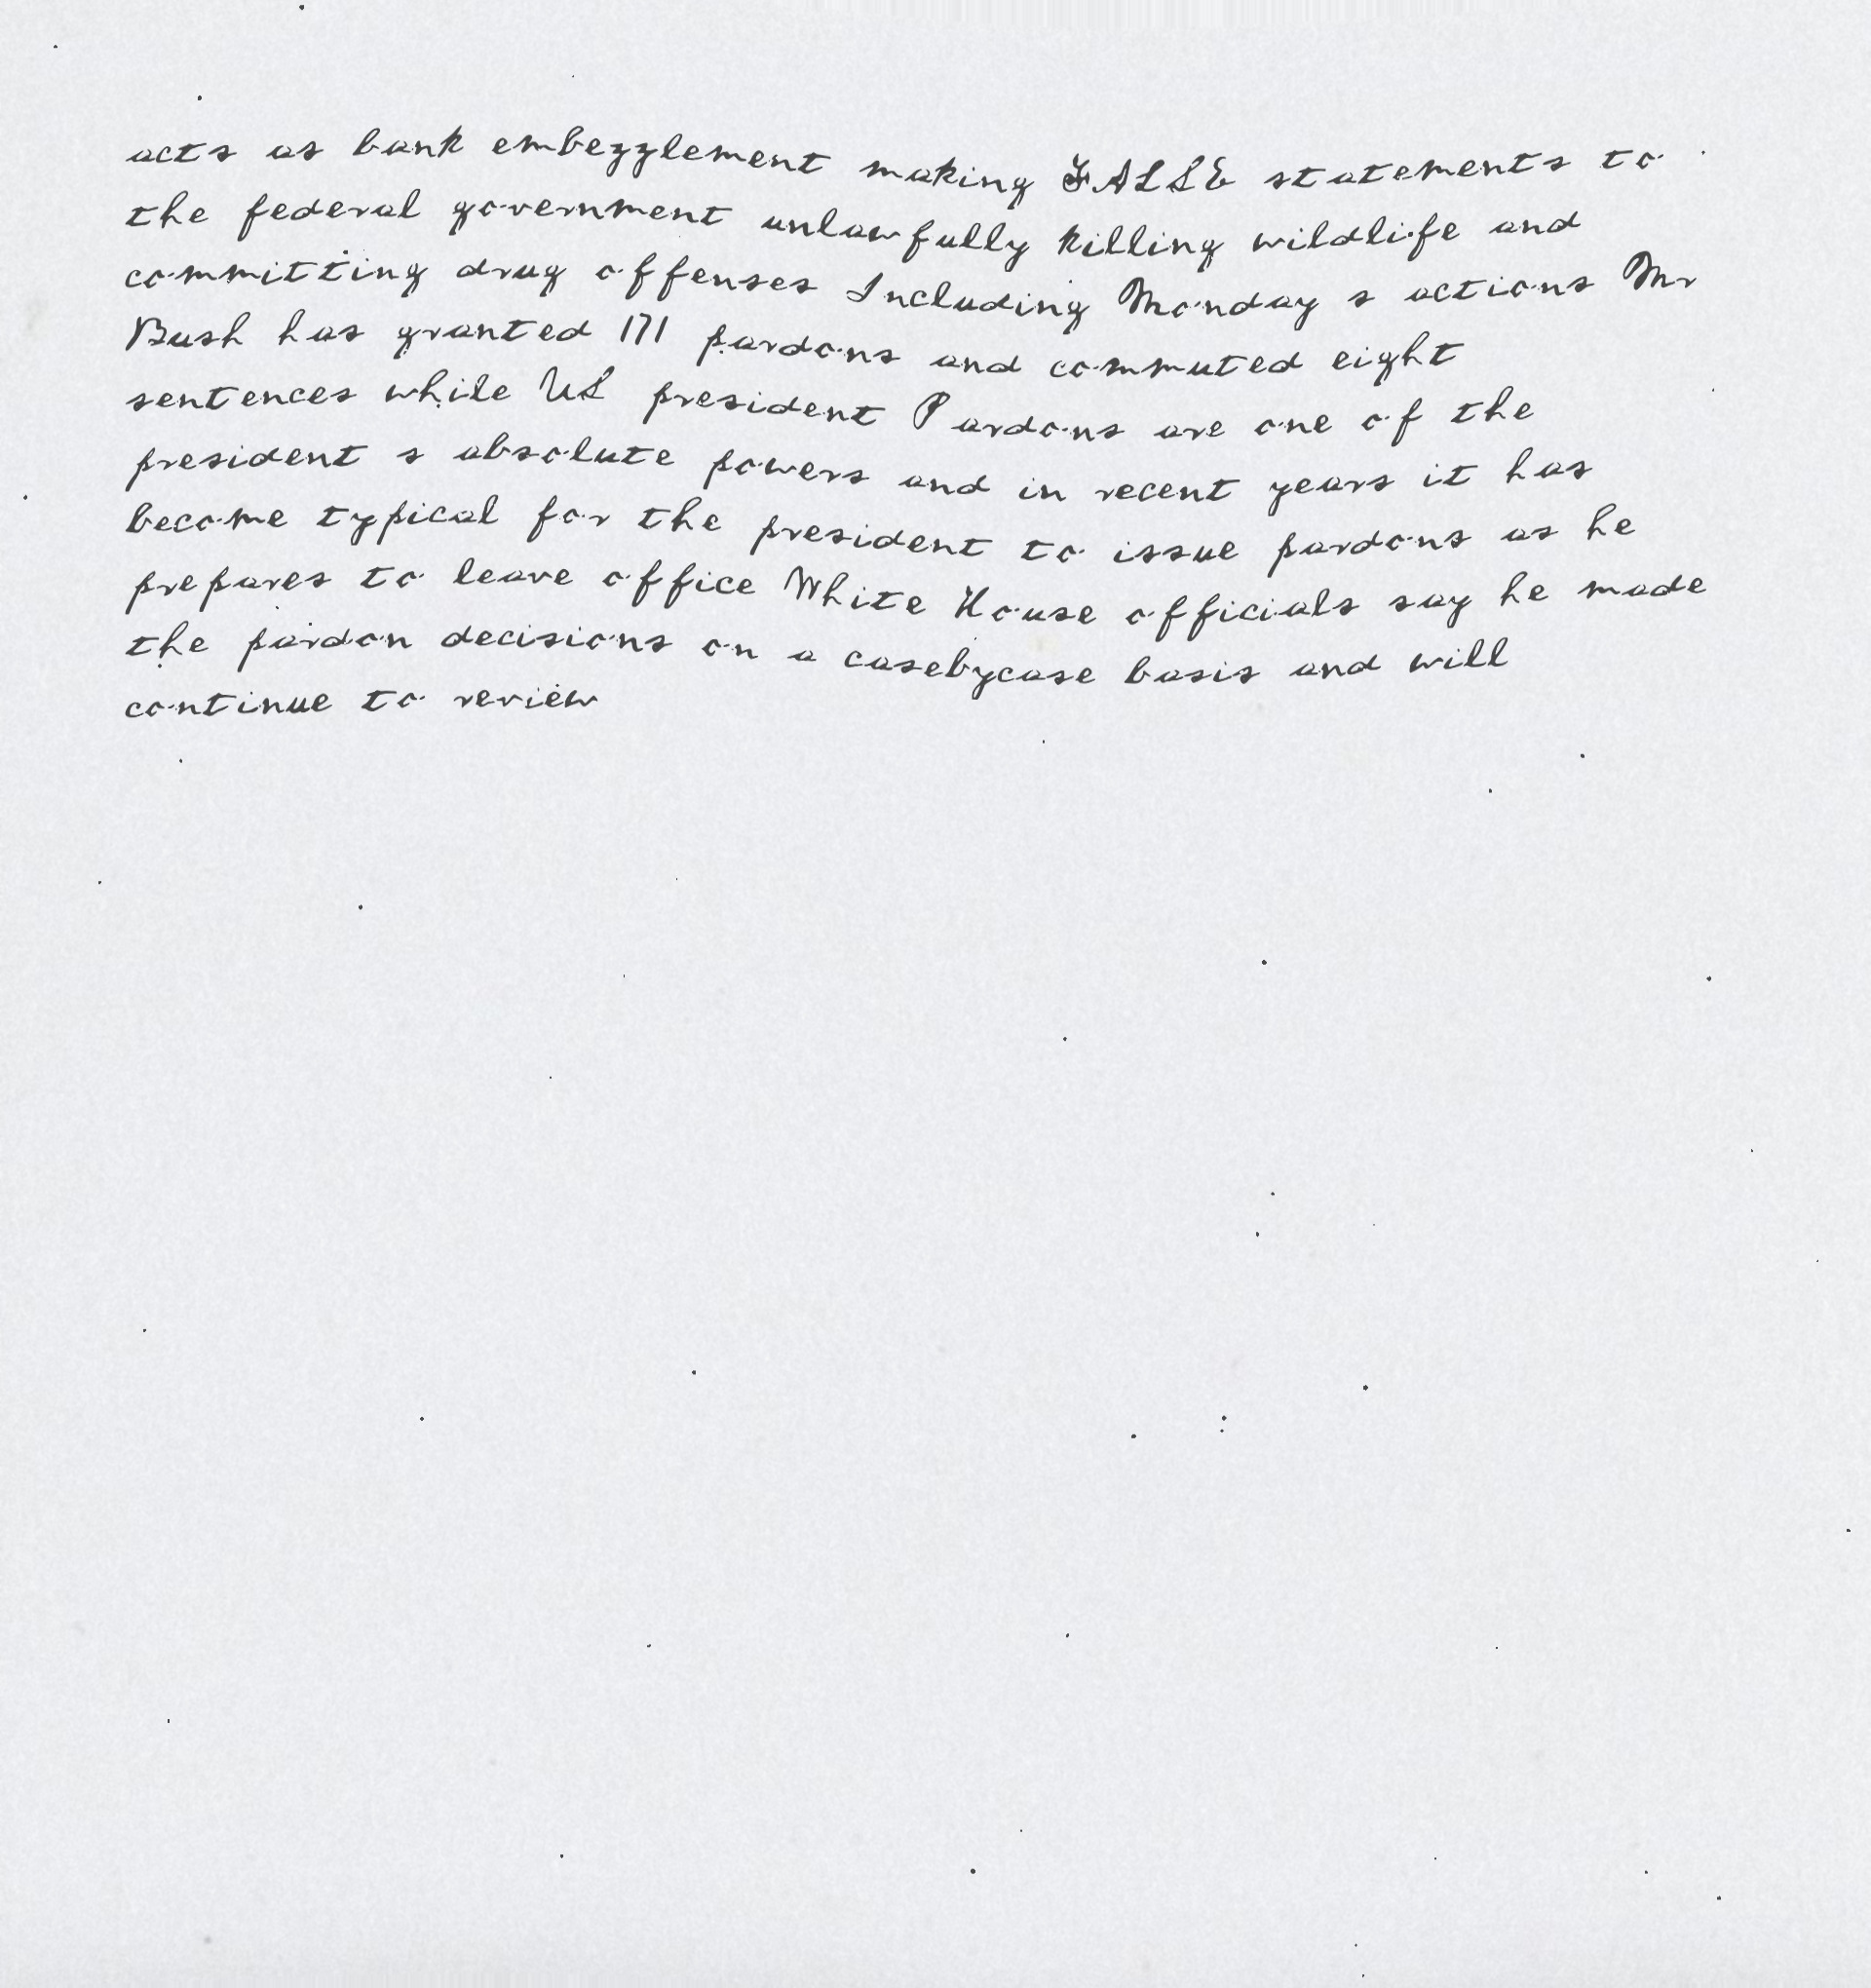 acts as bank embezzlement making FALSE statements to
the federal government unlawfully killing wildlife and
committing drug offenses Including Monday s actions Mr
Bush has granted 171 pardons and commuted eight
sentences while US president Pardons are one of the
president s absolute powers and in recent years it has
become typical for the president to issue pardons as he
prepares to leave office White House officials say he made
the pardon decisions on a casebycase basis and will
continue to review